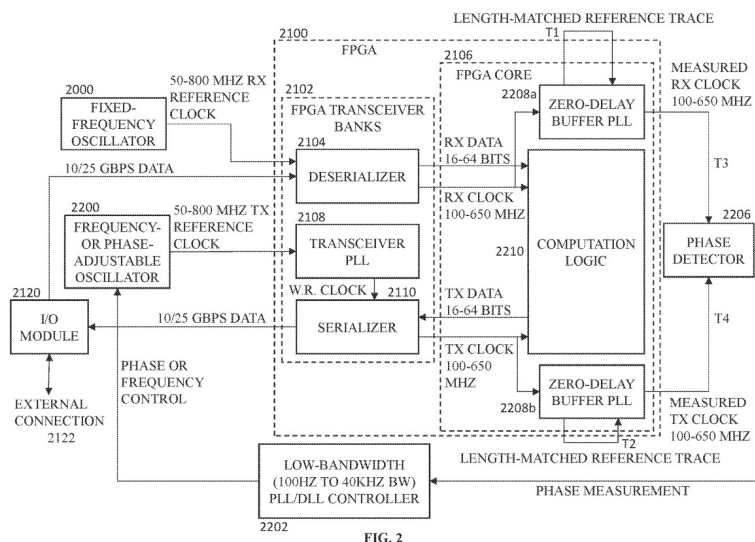 LENGTH-MATCHED REFERENCE TRACE
T1
2100
FPGA
2106
FPGA CORE
MEASURED
RX CLOCK
100-650 MHZ
50-800 MHZ RX
REFERENCE
CLOCK
2000
FIXED-
FREQUENCY
OSCILLATOR
2102
FPGA TRANSCEIVER
BANKS
2208a
ZERO-DELAY
BUFFER PLL
2104
DESERIALIZER
RX DATA
16-64 BITS
RX CLOCK
100-650 MHZ
10/25 GBPS DATA
T3
2200
FREQUENCY-
OR PHASE-
ADJUSTABLE
OSCILLATOR
50-800 MHZ TX
REFERENCE
CLOCK
2108
TRANSCEIVER
PLL
2210
COMPUTATION
LOGIC
2206
PHASE
DETECTOR
W.R. CLOCK
2110
SERIALIZER
TX DATA
16-64 BITS
TX CLOCK
100-650
MHZ
T4
2120
I/O
MODULE
10/25 GBPS DATA
PHASE OR
FREQUENCY
CONTROL
EXTERNAL
CONNECTION
2122
2208b
ZERO-DELAY
BUFFER PLL
MEASURED
TX CLOCK
100-650 MHZ
T2
LENGTH-MATCHED REFERENCE TRACE
LOW-BANDWIDTH
(100HZ TO 40KHZ BW)
PLL/DLL CONTROLLER
2202
PHASE MEASUREMENT
FIG. 2